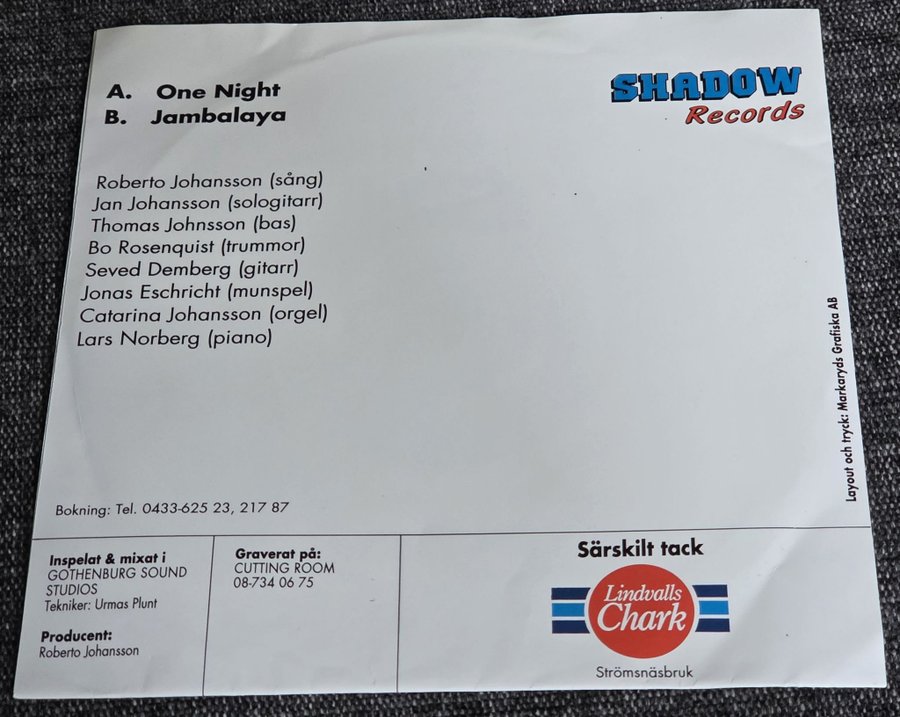 A. One Night
B. Jambalaya
SHADOW
Records
Roberto Johansson (sång)
Jan Johansson (sologitarr)
Thomas Johnsson (bas)
Bo Rosenquist (trummor)
Seved Demberg (gitarr)
Jonas Eschricht (munspel)
Catarina Johansson (orgel)
Lars Norberg (piano)
Layout och tryck: Markaryds Grafiska AB
Bokning: Tel. 0433-625 23, 217 87
Inspelat & mixat i
GOTHENBURG SOUND
STUDIOS
Tekniker: Urmas Plunt
Producent:
Roberto Johansson
Graverat på:
CUTTING ROOM
08-734 06 75
Särskilt tack
Lindvalls
Chark
Strömsnäsbruk